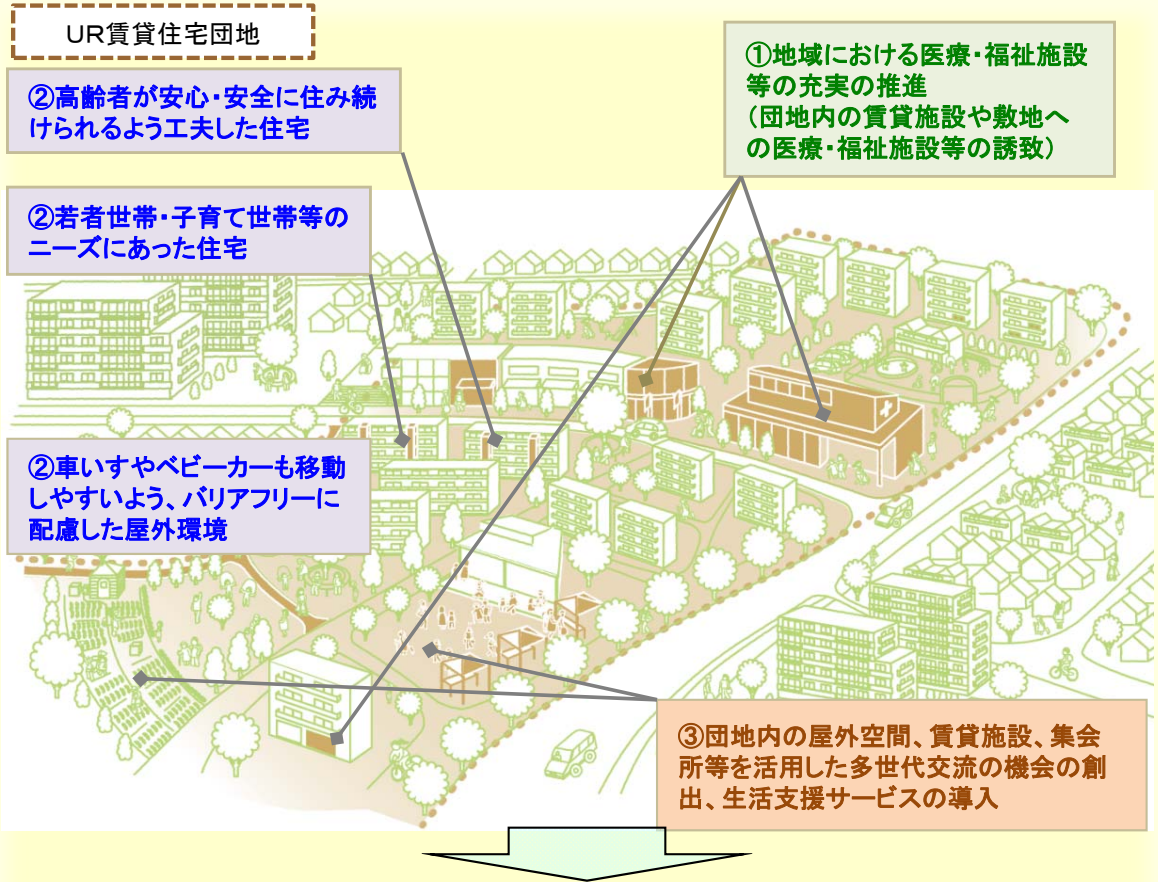 UR賃貸住宅団地
②高齢者が安心・安全に住み続
けられるよう工夫した住宅
①地域における医療・福祉施設
等の充実の推進
(団地内の賃貸施設や敷地へ
の医療・福祉施設等の誘致)
②若者世帯・子育て世帯等の
ニーズにあった住宅
②車いすやベビーカーも移動
しやすいよう、バリアフリーに
配慮した屋外環境
③団地内の屋外空間、賃貸施設、集会
所等を活用した多世代交流の機会の創
出、生活支援サービスの導入